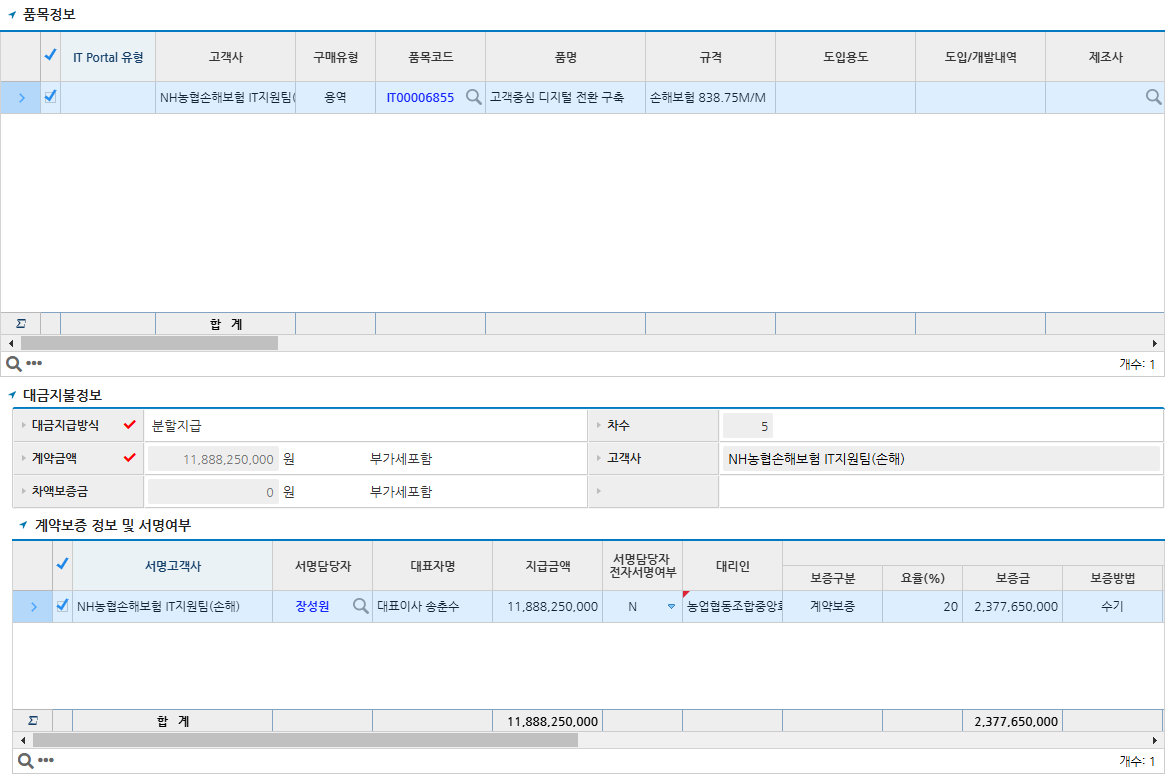 품목정보
IT Portal 유형 고객사 구매유형 품목코드 품명 규격 도입용도 도입/개발내역 제조사
NH농협손해보험 IT지원팀( 용역 IT00006855 고객중심 디지털 전환 구축 손해보험 838.75M/M
Σ 합 계
개수: 1
대금지불정보
대금지급방식 분할지급 차수 5
계약금액 11,888,250,000 원 부가세포함 고객사 NH농협손해보험 IT지원팀(손해)
차액보증금 0 원 부가세포함
계약보증 정보 및 서명여부
서명고객사 서명담당자 대표자명 지급금액 서명담당자 전자서명여부 대리인 보증구분 요율(%) 보증금 보증방법
NH농협손해보험 IT지원팀(손해) 장성원 대표이사 송춘수 11,888,250,000 N 농업협동조합중앙회 계약보증 20 2,377,650,000 수기
Σ 합 계 11,888,250,000 2,377,650,000
개수: 1